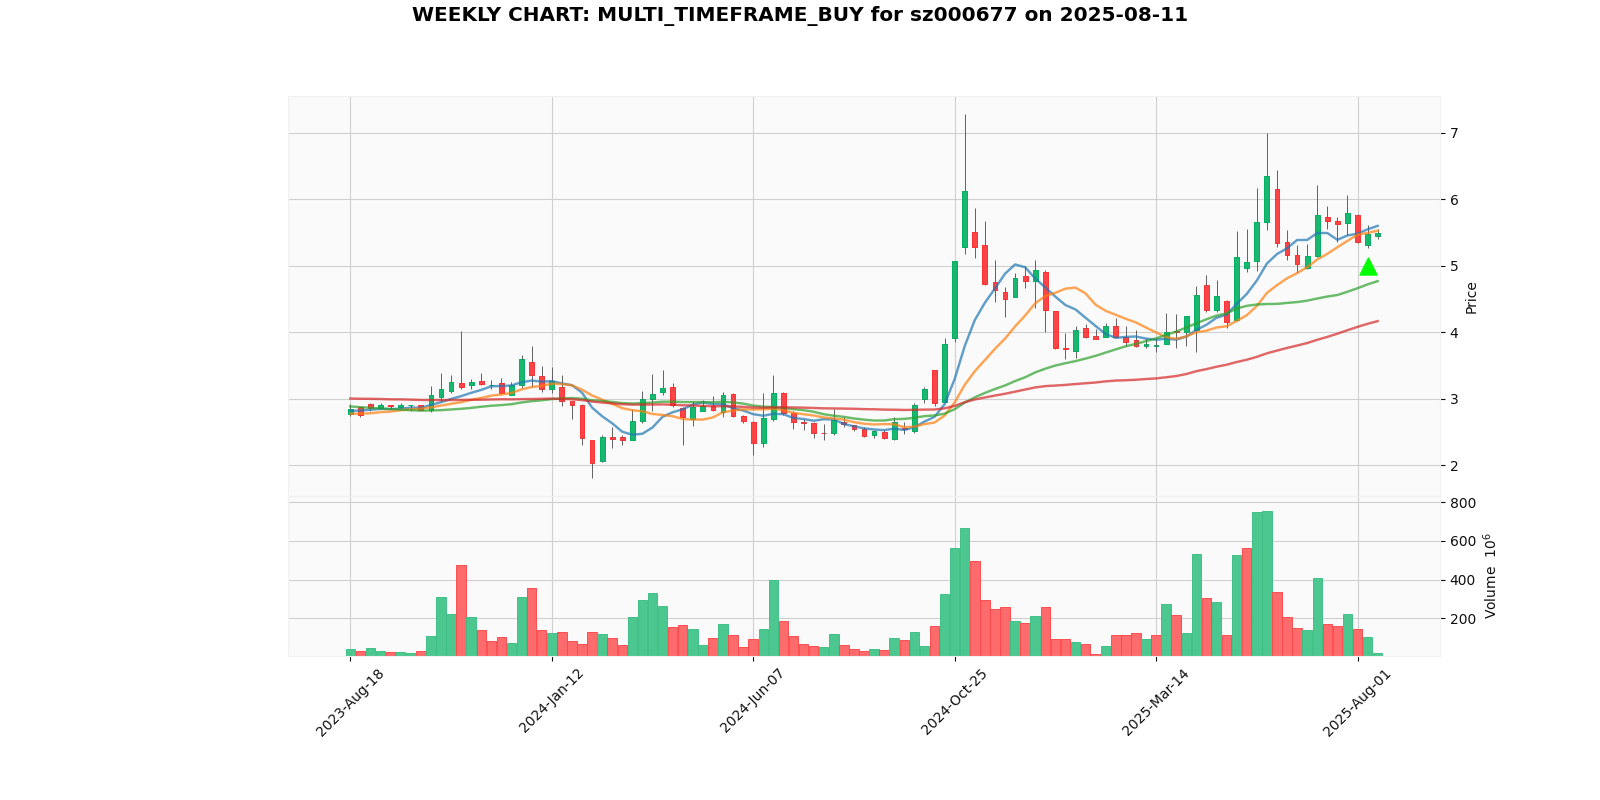 WEEKLY CHART: MULTI_TIMEFRAME_BUY for sz000677 on 2025-08-11
7
6
5
4
3
2
Price
800
600
400
200
Volume 10^6
2023-Aug-18
2024-Jan-12
2024-Jun-07
2024-Oct-25
2025-Mar-14
2025-Aug-01